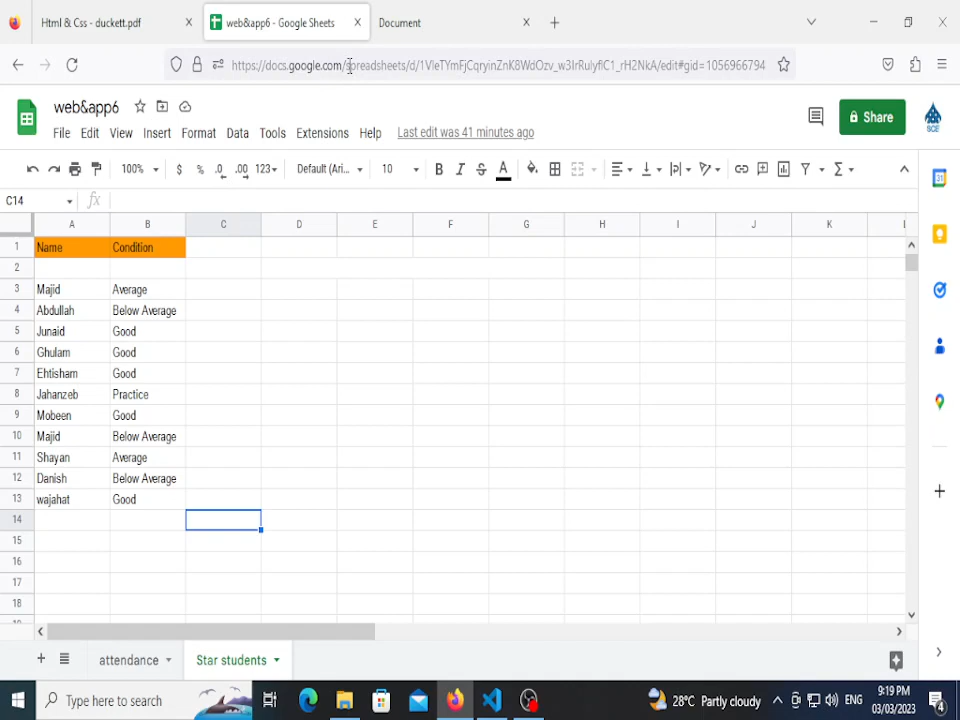 Html & Css - duckett.pdf
web&app6 - Google Sheets
Document
https://docs.google.com/spreadsheets/d/1VleTYmFjCqryinZnK8WdOzv_w3IrRulyflC1_rH2NkA/edit#gid=1056966794
web&app6
File Edit View Insert Format Data Tools Extensions Help Last edit was 41 minutes ago
Share
SCE
100% $ % .0 .00 123 Default (Ari... 10 B I S A Σ
C14 fx
A B C D E F G H I J K L
1 Name Condition
2
3 Majid Average
4 Abdullah Below Average
5 Junaid Good
6 Ghulam Good
7 Ehtisham Good
8 Jahanzeb Practice
9 Mobeen Good
10 Majid Below Average
11 Shayan Average
12 Danish Below Average
13 wajahat Good
14
15
16
17
18
31
attendance Star students
Type here to search
28°C Partly cloudy ENG
9:19 PM
03/03/2023
4